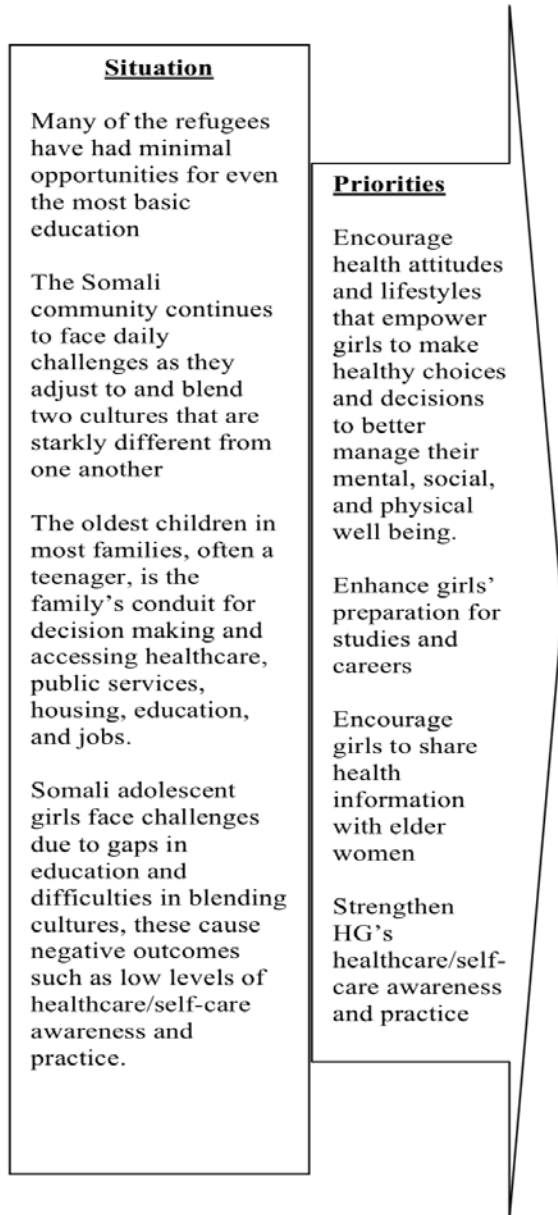 Situation
Many of the refugees
have had minimal
opportunities for even
the most basic
education
The Somali
community continues
to face daily
challenges as they
adjust to and blend
two cultures that are
starkly different from
one another
The oldest children in
most families, often a
teenager, is the
family's conduit for
decision making and
accessing healthcare,
public services,
housing, education,
and jobs.
Somali adolescent
girls face challenges
due to gaps in
education and
difficulties in blending
cultures, these cause
negative outcomes
such as low levels of
healthcare/self-care
awareness and
practice.
Priorities
Encourage
health attitudes
and lifestyles
that empower
girls to make
healthy choices
and decisions
to better
manage their
mental, social,
and physical
well being.
Enhance girls'
preparation for
studies and
careers
Encourage
girls to share
health
information
with elder
women
Strengthen
HG's
healthcare/self-
care awareness
and practice